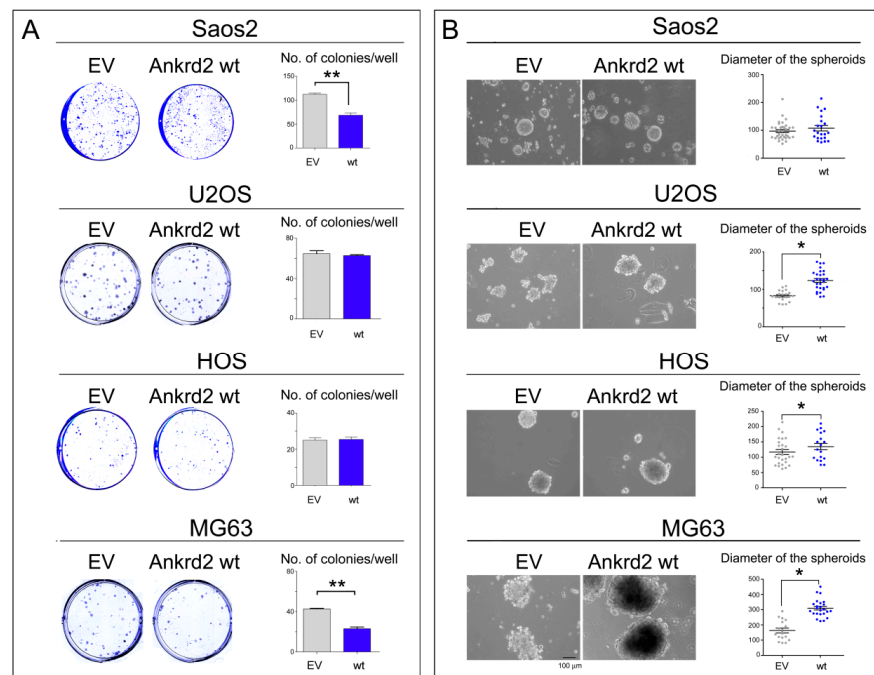 A
Saos2
EV Ankrd2 wt
No. of colonies/well
150
100
50
0
**
EV wt
U2OS
EV Ankrd2 wt
No. of colonies/well
80
40
0
EV wt
HOS
EV Ankrd2 wt
No. of colonies/well
40
20
0
EV wt
MG63
EV Ankrd2 wt
No. of colonies/well
80
40
0
**
EV wt
B
Saos2
EV Ankrd2 wt
Diameter of the spheroids
300
200
100
0
EV wt
U2OS
EV Ankrd2 wt
Diameter of the spheroids
200
150
100
50
0
*
EV wt
HOS
EV Ankrd2 wt
Diameter of the spheroids
250
200
150
100
50
0
*
EV wt
MG63
EV Ankrd2 wt
100 μm
Diameter of the spheroids
500
400
300
200
100
0
*
EV wt